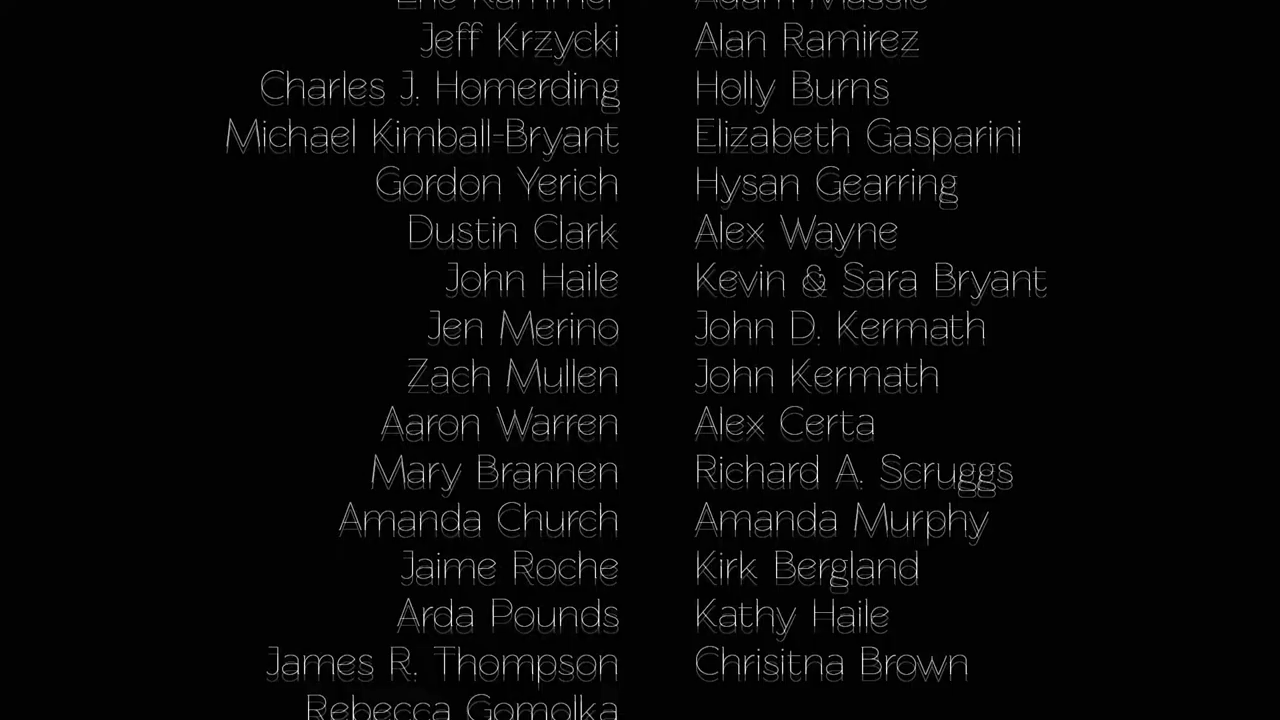 Jeff Krzycki Alan Ramirez
Charles J. Homerding Holly Burns
Michael Kimball-Bryant Elizabeth Gasparini
Gordon Yerich Hysan Gearring
Dustin Clark Alex Wayne
John Haile Kevin & Sara Bryant
Jen Merino John D. Kermath
Zach Mullen John Kermath
Aaron Warren Alex Certa
Mary Brannen Richard A. Scruggs
Amanda Church Amanda Murphy
Jaime Roche Kirk Bergland
Arda Pounds Kathy Haile
James R. Thompson Chrisitna Brown
Rebecca Gomolka